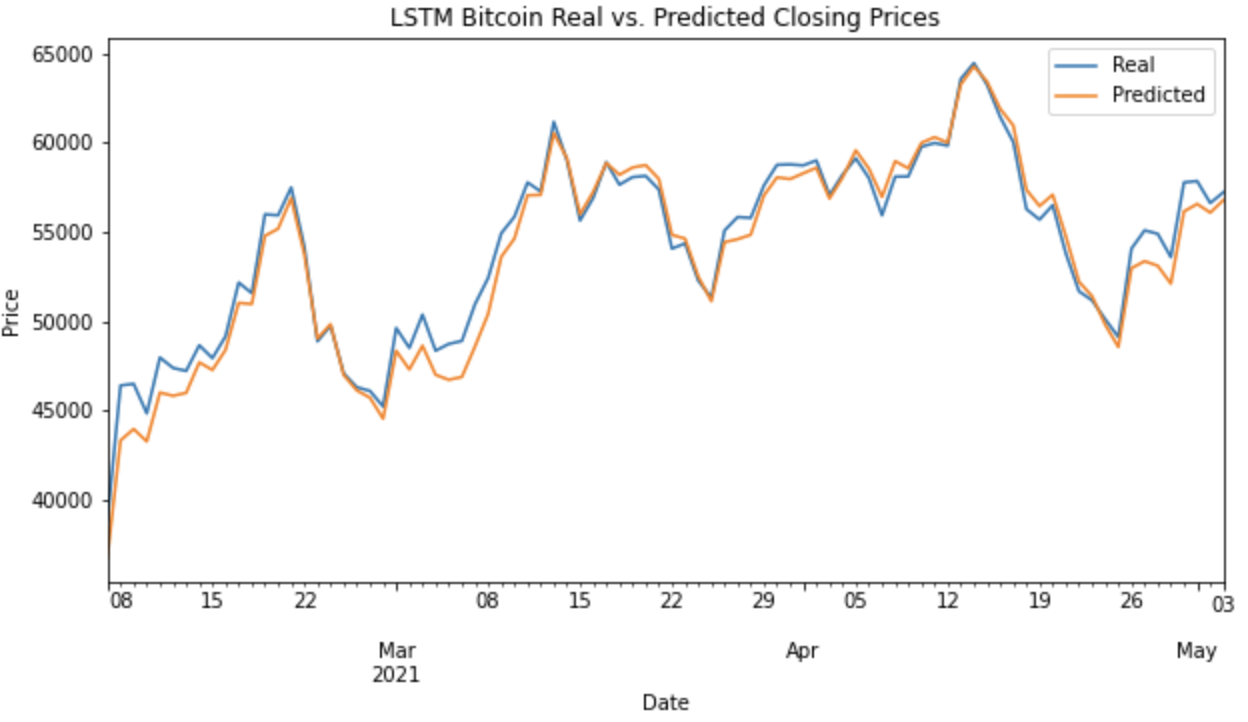 LSTM Bitcoin Real vs. Predicted Closing Prices
65000
60000
55000
50000
45000
40000
Price
Real
Predicted
08 15 22 08 15 22 29 05 12 19 26 03
Mar Apr May
2021
Date